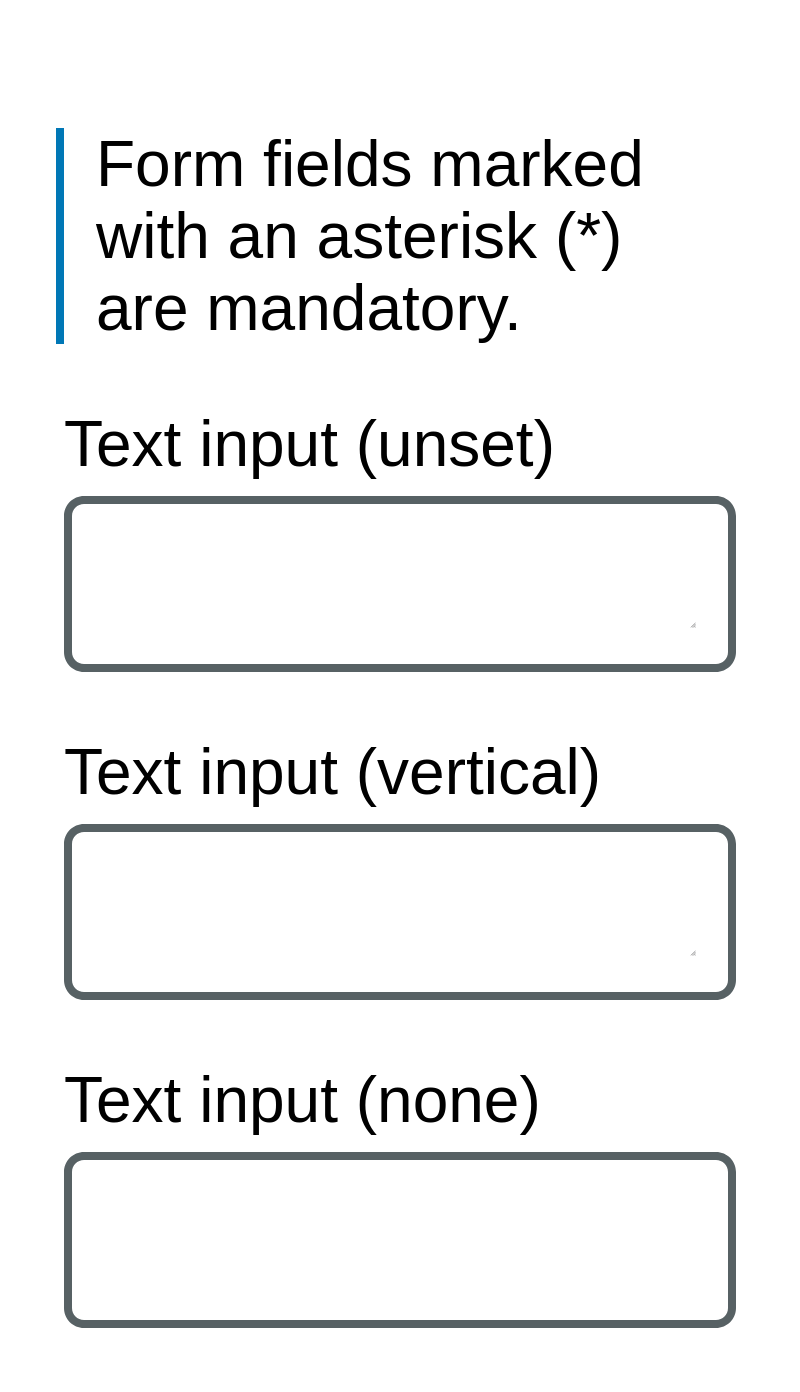 Form fields marked
with an asterisk (*)
are mandatory.
Text input (unset)
Text input (vertical)
Text input (none)